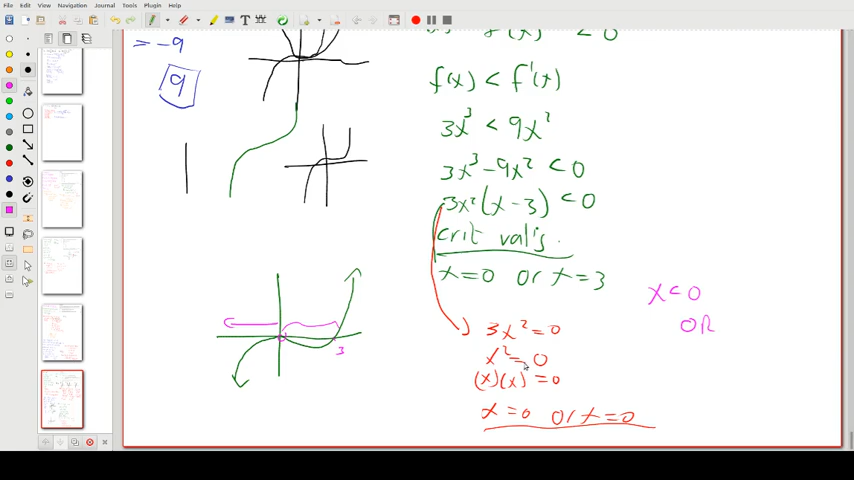 File Edit View Navigation Journal Tools Plugin Help
= -9
9
f(x) < f'(x)
3x³ < 9x²
3x³ - 9x² < 0
3x²(x - 3) < 0
crit val's.
x=0 or x=3
x<0
OR
3
3x²=0
x²=0
(x)(x)=0
x=0 or x=0